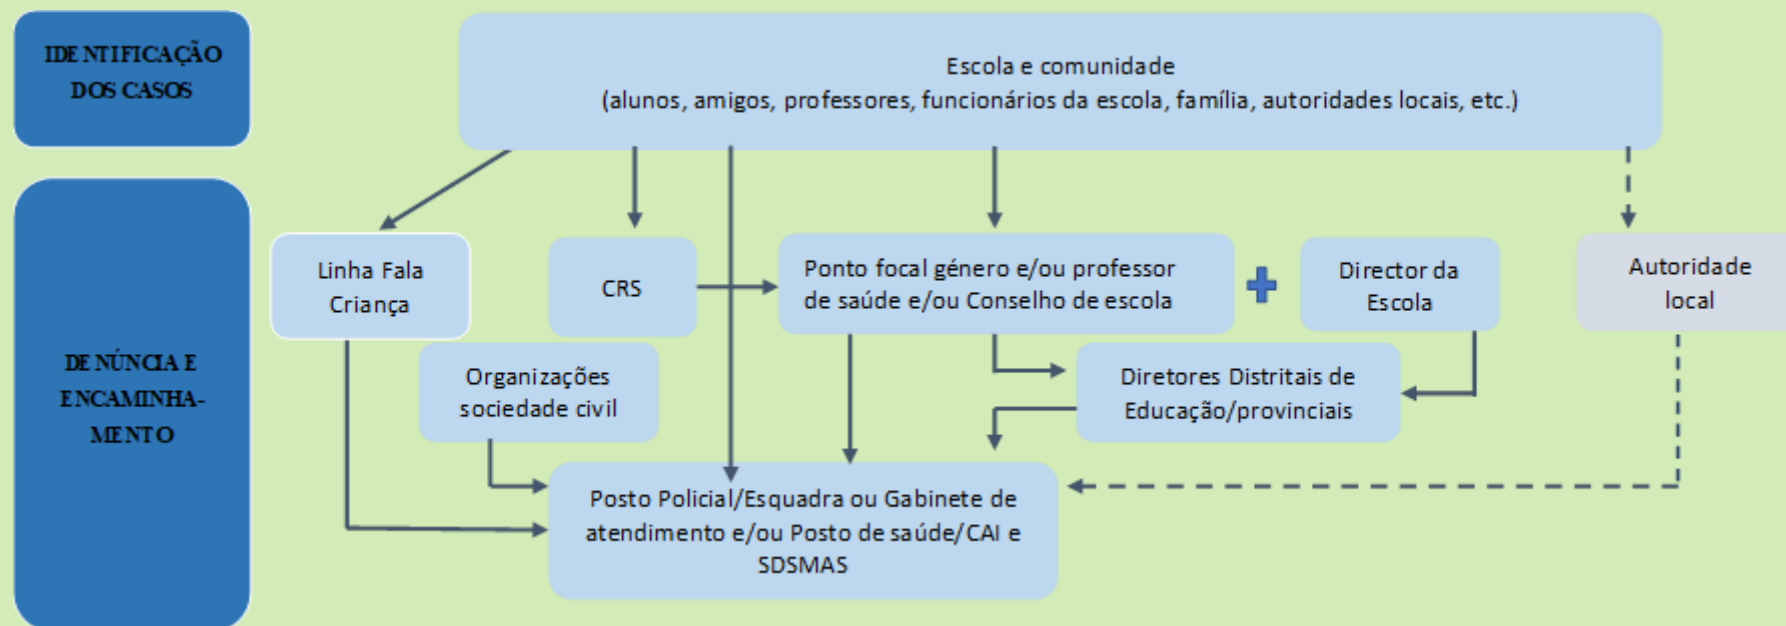 IDENTIFICAÇÃO
DOS CASOS
Escola e comunidade
(alunos, amigos, professores, funcionários da escola, família, autoridades locais, etc.)
DENÚNCIA E
ENCAMINHA-
MENTO
Linha Fala
Criança
CRS
Ponto focal género e/ou professor
de saúde e/ou Conselho de escola
Director da
Escola
Autoridade
local
Organizações
sociedade civil
Diretores Distritais de
Educação/provinciais
Posto Policial/Esquadra ou Gabinete de
atendimento e/ou Posto de saúde/CAI e
SDSMAS